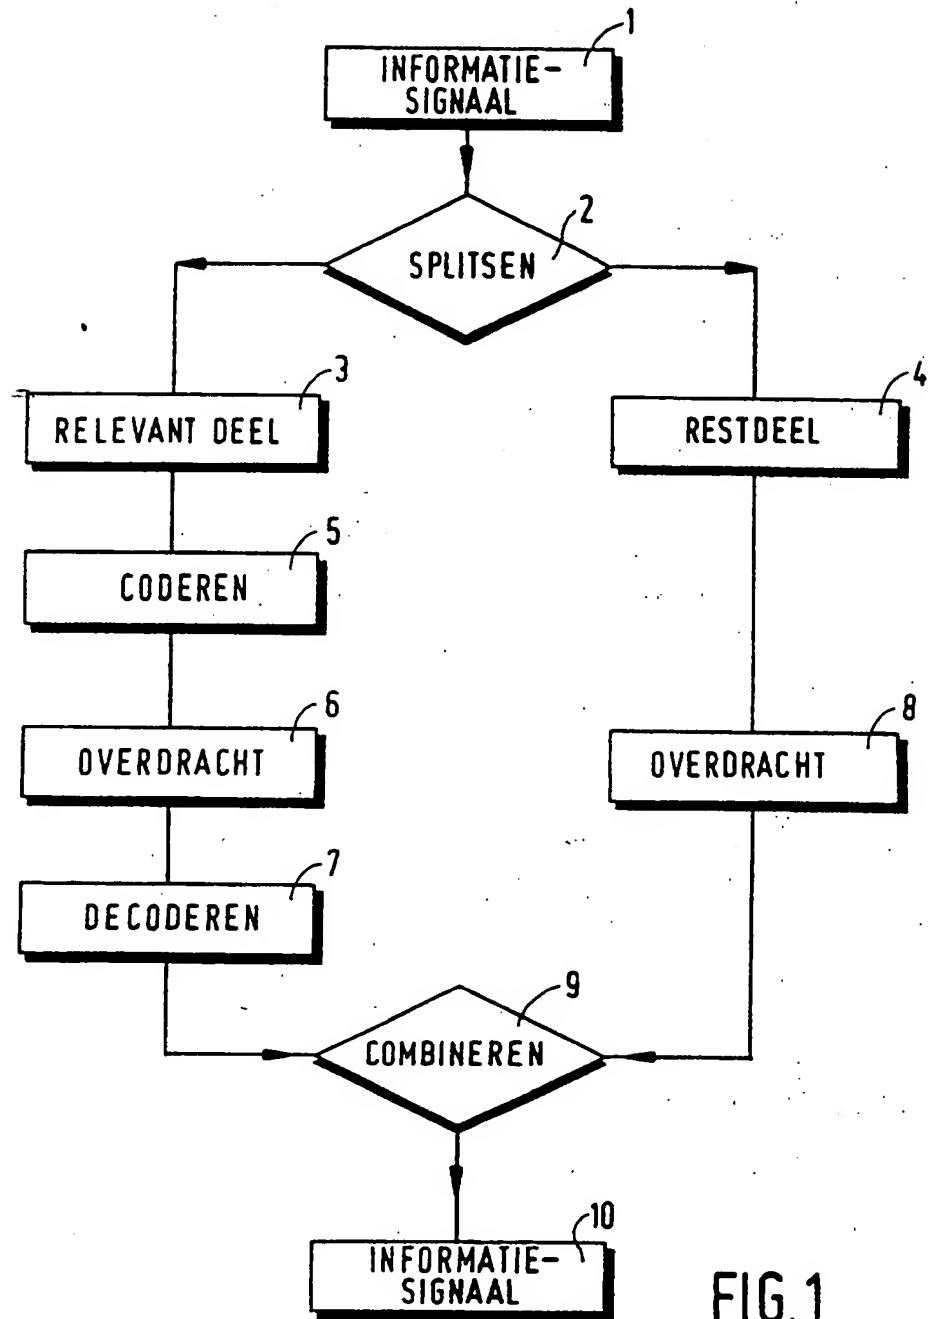 1
INFORMATIE-
SIGNAAL
2
SPLITSEN
3
RELEVANT DEEL
4
RESTDEEL
5
CODEREN
6
OVERDRACHT
8
OVERDRACHT
7
DECODEREN
9
COMBINEREN
10
INFORMATIE-
SIGNAAL
FIG.1